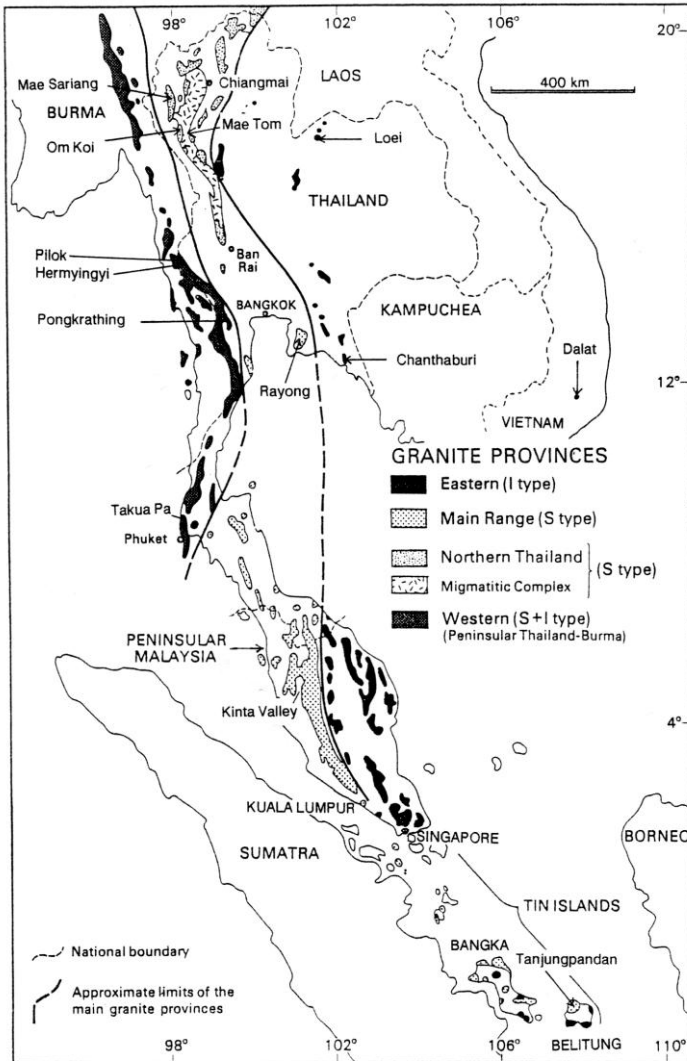 98°
102°
106°
20°
Mae Sariang
Chiangmai
LAOS
400 km
BURMA
Mae Tom
Om Koi
Loei
THAILAND
Pilok
Hermyingyi
Ban
Rai
BANGKOK
KAMPUCHEA
Pongkrathing
Chanthaburi
Dalat
Rayong
12°
VIETNAM
GRANITE PROVINCES
Eastern (I type)
Takua Pa
Main Range (S type)
Phuket
Northern Thailand
(S type)
Migmatitic Complex
PENINSULAR
MALAYSIA
Western (S+I type)
(Peninsular Thailand-Burma)
Kinta Valley
4°
KUALA LUMPUR
SINGAPORE
BORNEO
SUMATRA
TIN ISLANDS
BANGKA
Tanjungpandan
National boundary
Approximate limits of the
main granite provinces
98°
102°
106°
110°
BELITUNG